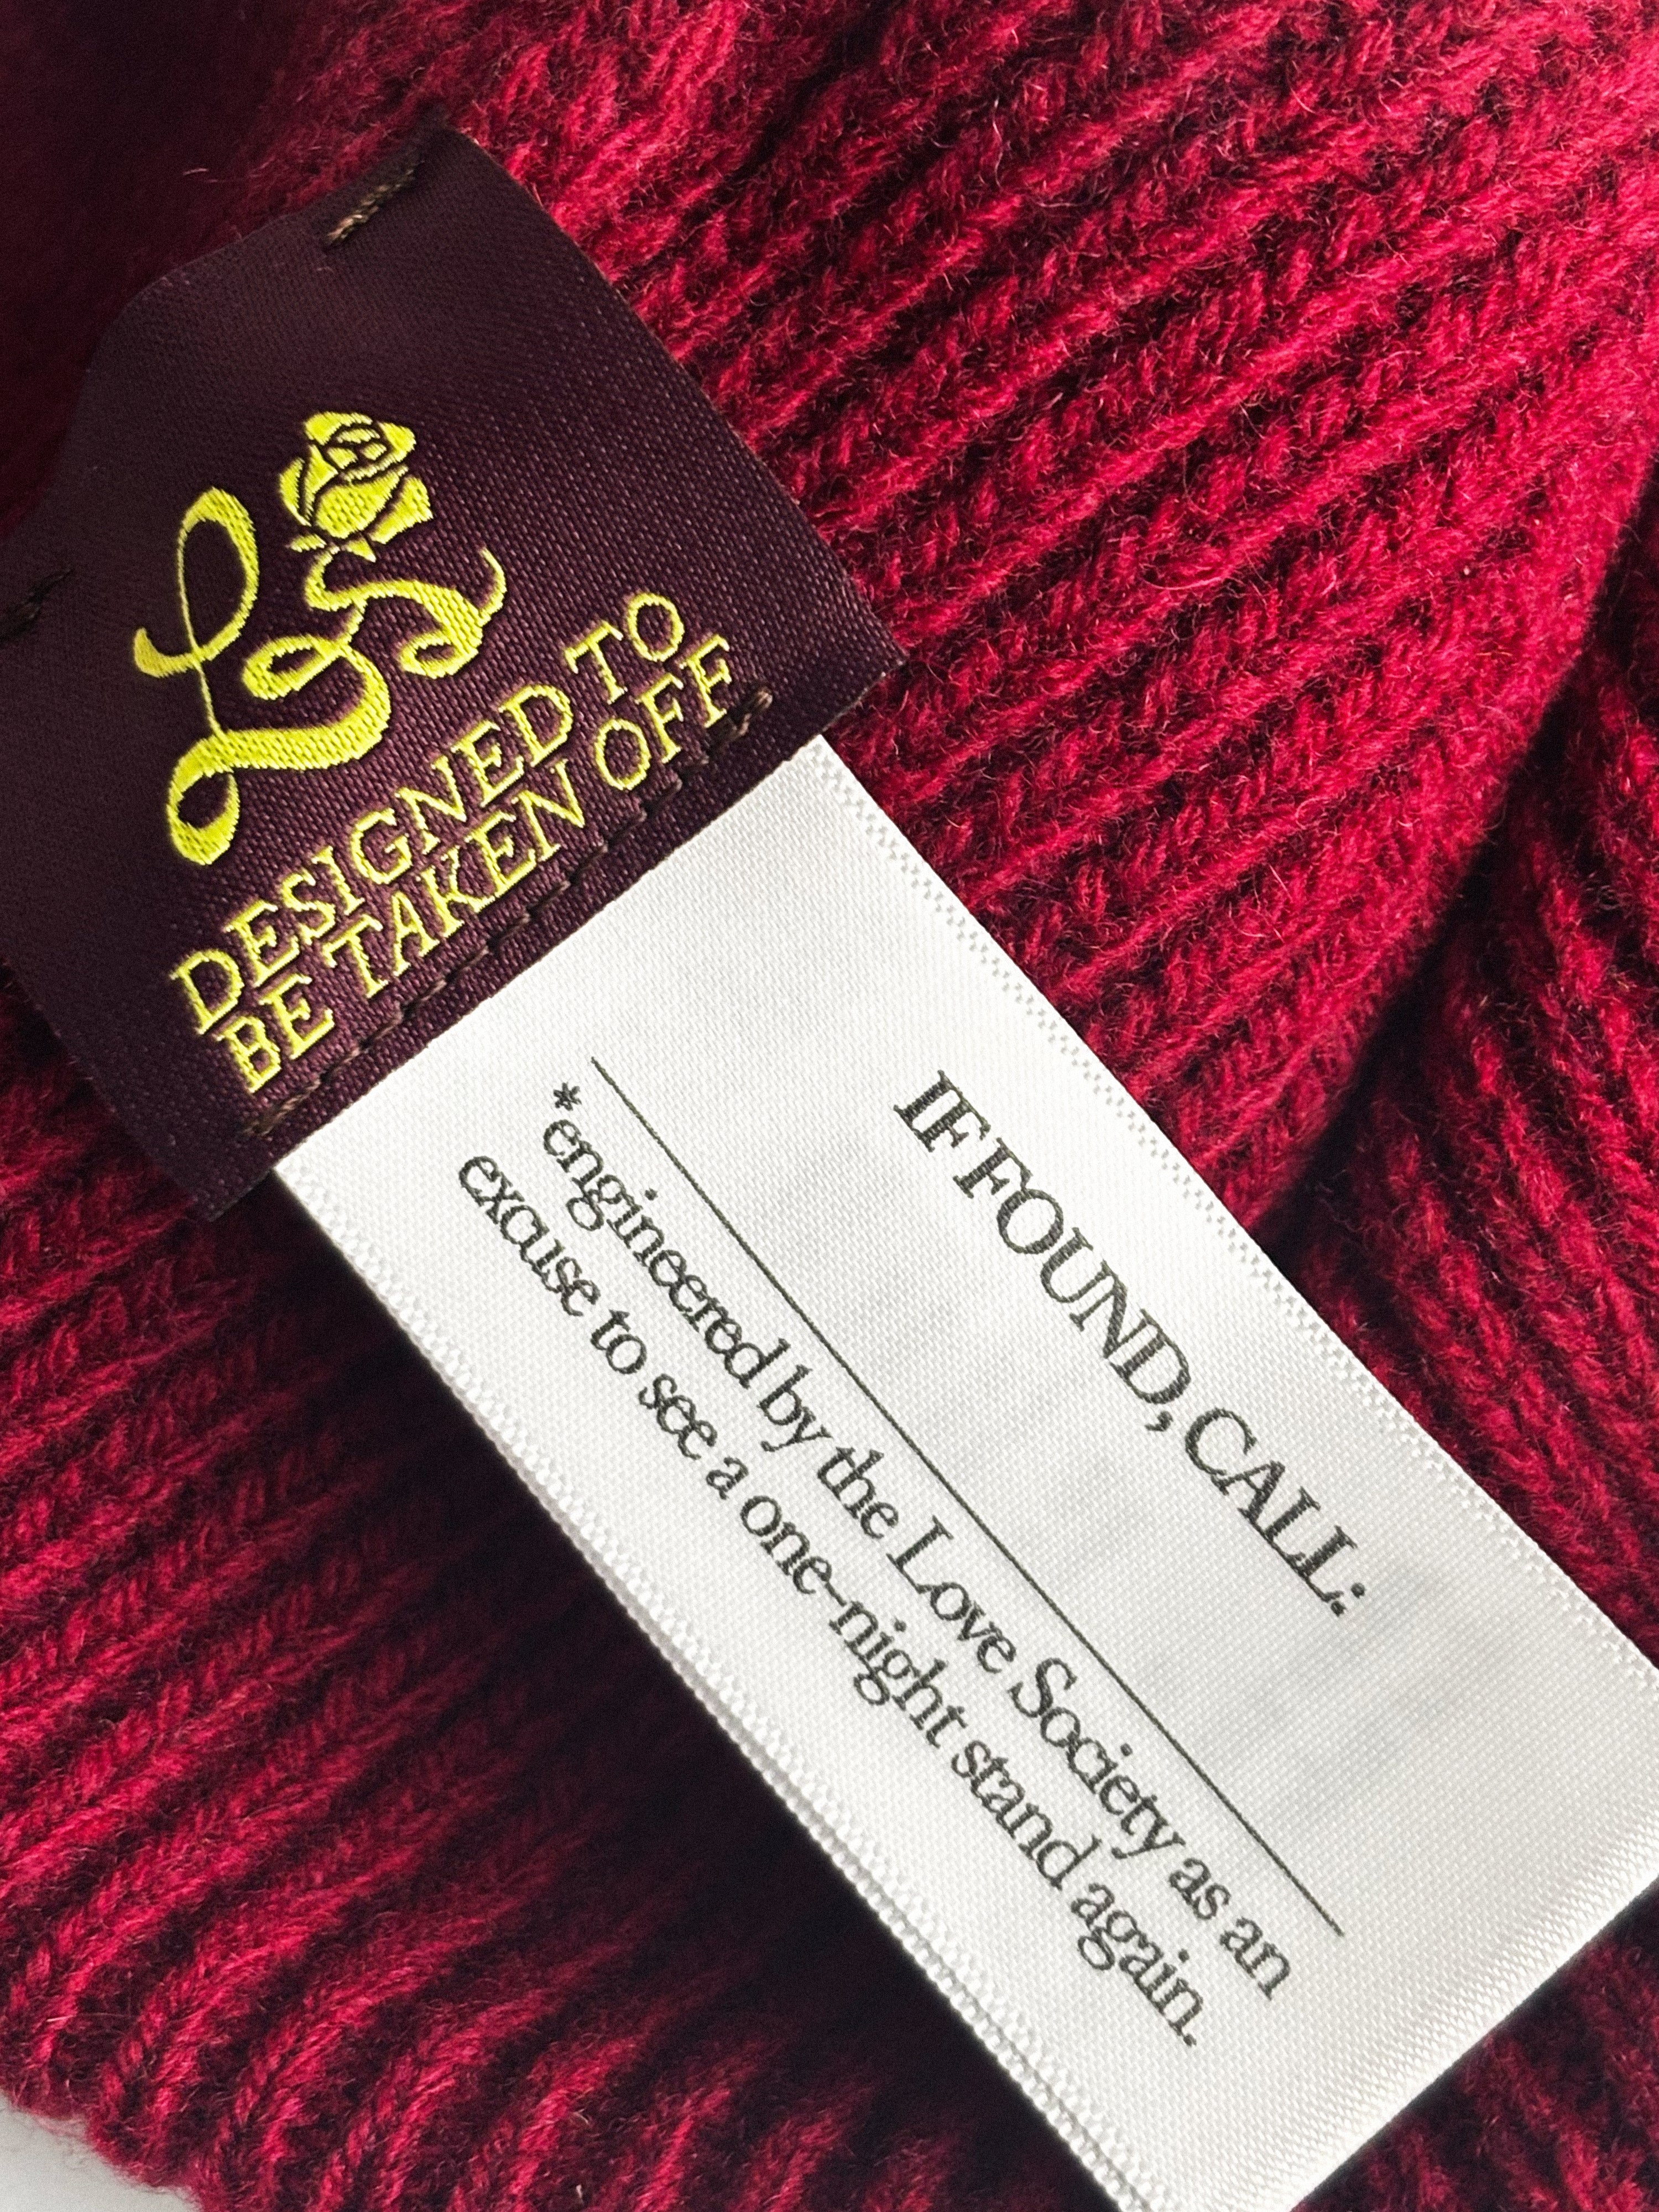 LS
DESIGNED TO
BE TAKEN OFF
IF FOUND, CALL:
*engineered by the Love Society as an
excuse to see a one-night stand again.